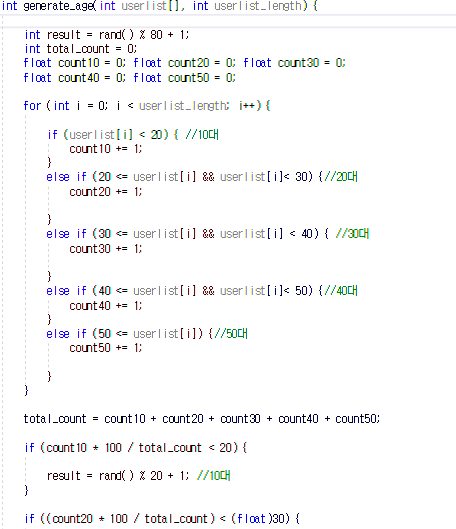 int generate_age(int userlist[], int userlist_length) {
int result = rand() % 80 + 1;
int total_count = 0;
float count10 = 0; float count20 = 0; float count30 = 0;
float count40 = 0; float count50 = 0;
for (int i = 0; i < userlist_length; i++) {
if (userlist[i] < 20) { //10대
count10 += 1;
}
else if (20 <= userlist[i] && userlist[i]< 30) {//20대
count20 += 1;
}
else if (30 <= userlist[i] && userlist[i] < 40) { //30대
count30 += 1;
}
else if (40 <= userlist[i] && userlist[i]< 50) {//40대
count40 += 1;
}
else if (50 <= userlist[i]) {//50대
count50 += 1;
}
}
total_count = count10 + count20 + count30 + count40 + count50;
if (count10 * 100 / total_count < 20) {
result = rand() % 20 + 1; //10대
}
if ((count20 * 100 / total_count) < (float)30) {